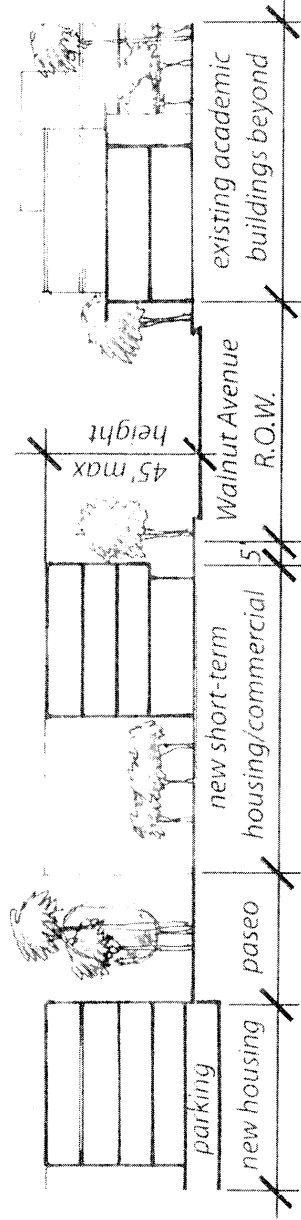 45' max
height
parking
new housing
paseo
new short-term
housing/commercial
5'
Walnut Avenue
R.O.W.
existing academic
buildings beyond